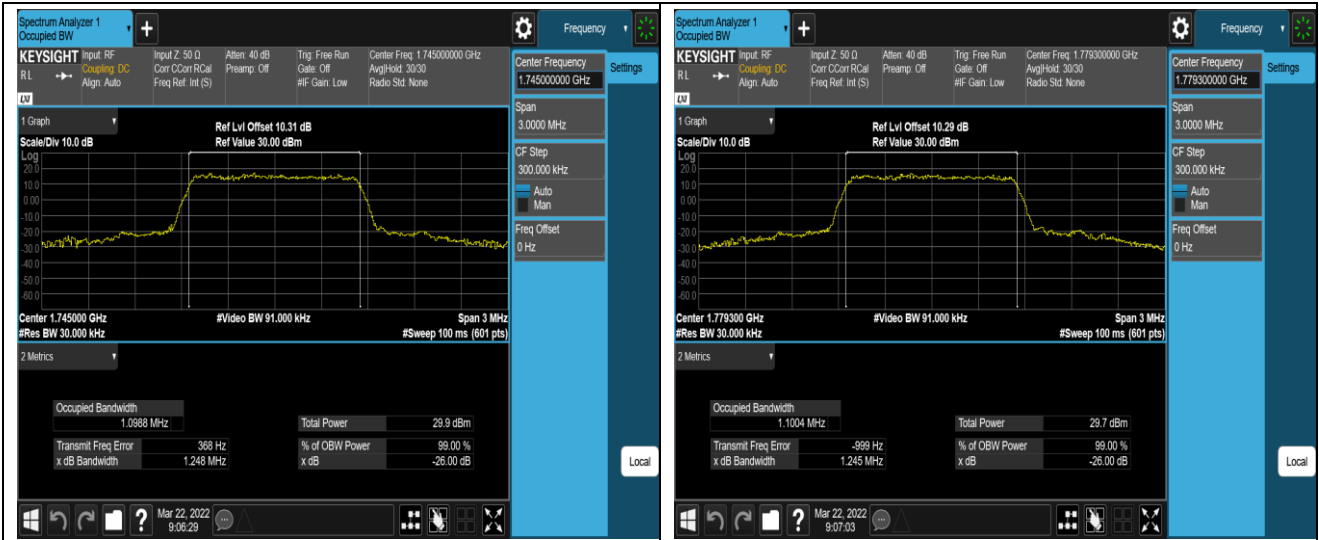 Spectrum Analyzer 1
Occupied BW
+
Frequency
KEYSIGHT Input: RF
Coupling: DC
Align: Auto
RL
LXI
Input Z: 50 Ω
Corr CCorr RCal
Freq Ref: Int (S)
Atten: 40 dB
Preamp: Off
Trig: Free Run
Gate: Off
#IF Gain: Low
Center Freq: 1.745000000 GHz
Avg|Hold: 30/30
Radio Std: None
Center Frequency
1.745000000 GHz
Settings
Span
3.0000 MHz
CF Step
300.000 kHz
Auto
Man
Freq Offset
0 Hz
Local
1 Graph
Scale/Div 10.0 dB
Ref Lvl Offset 10.31 dB
Ref Value 30.00 dBm
Log
20.0
10.0
0.00
-10.0
-20.0
-30.0
-40.0
-50.0
-60.0
Center 1.745000 GHz
#Res BW 30.000 kHz
#Video BW 91.000 kHz
Span 3 MHz
#Sweep 100 ms (601 pts)
2 Metrics
Occupied Bandwidth
1.0988 MHz
Total Power 29.9 dBm
Transmit Freq Error 368 Hz
% of OBW Power 99.00 %
x dB Bandwidth 1.248 MHz
x dB -26.00 dB
?
Mar 22, 2022
9:06:29
Spectrum Analyzer 1
Occupied BW
+
Frequency
KEYSIGHT Input: RF
Coupling: DC
Align: Auto
RL
LXI
Input Z: 50 Ω
Corr CCorr RCal
Freq Ref: Int (S)
Atten: 40 dB
Preamp: Off
Trig: Free Run
Gate: Off
#IF Gain: Low
Center Freq: 1.779300000 GHz
Avg|Hold: 30/30
Radio Std: None
Center Frequency
1.779300000 GHz
Settings
Span
3.0000 MHz
CF Step
300.000 kHz
Auto
Man
Freq Offset
0 Hz
Local
1 Graph
Scale/Div 10.0 dB
Ref Lvl Offset 10.29 dB
Ref Value 30.00 dBm
Log
20.0
10.0
0.00
-10.0
-20.0
-30.0
-40.0
-50.0
-60.0
Center 1.779300 GHz
#Res BW 30.000 kHz
#Video BW 91.000 kHz
Span 3 MHz
#Sweep 100 ms (601 pts)
2 Metrics
Occupied Bandwidth
1.1004 MHz
Total Power 29.7 dBm
Transmit Freq Error -999 Hz
% of OBW Power 99.00 %
x dB Bandwidth 1.245 MHz
x dB -26.00 dB
?
Mar 22, 2022
9:07:03